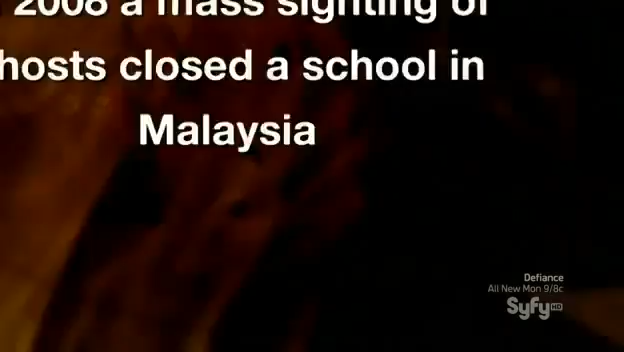 2008 a mass sighting of
hosts closed a school in
Malaysia
Defiance
All New Mon 9/8c
Syfy HD